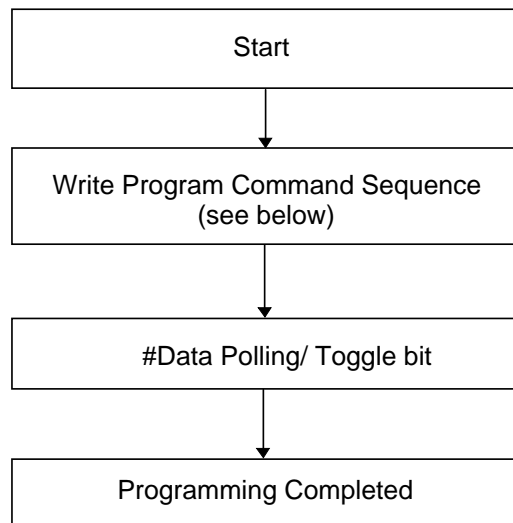 Start
Write Program Command Sequence
(see below)
#Data Polling/ Toggle bit
Programming Completed